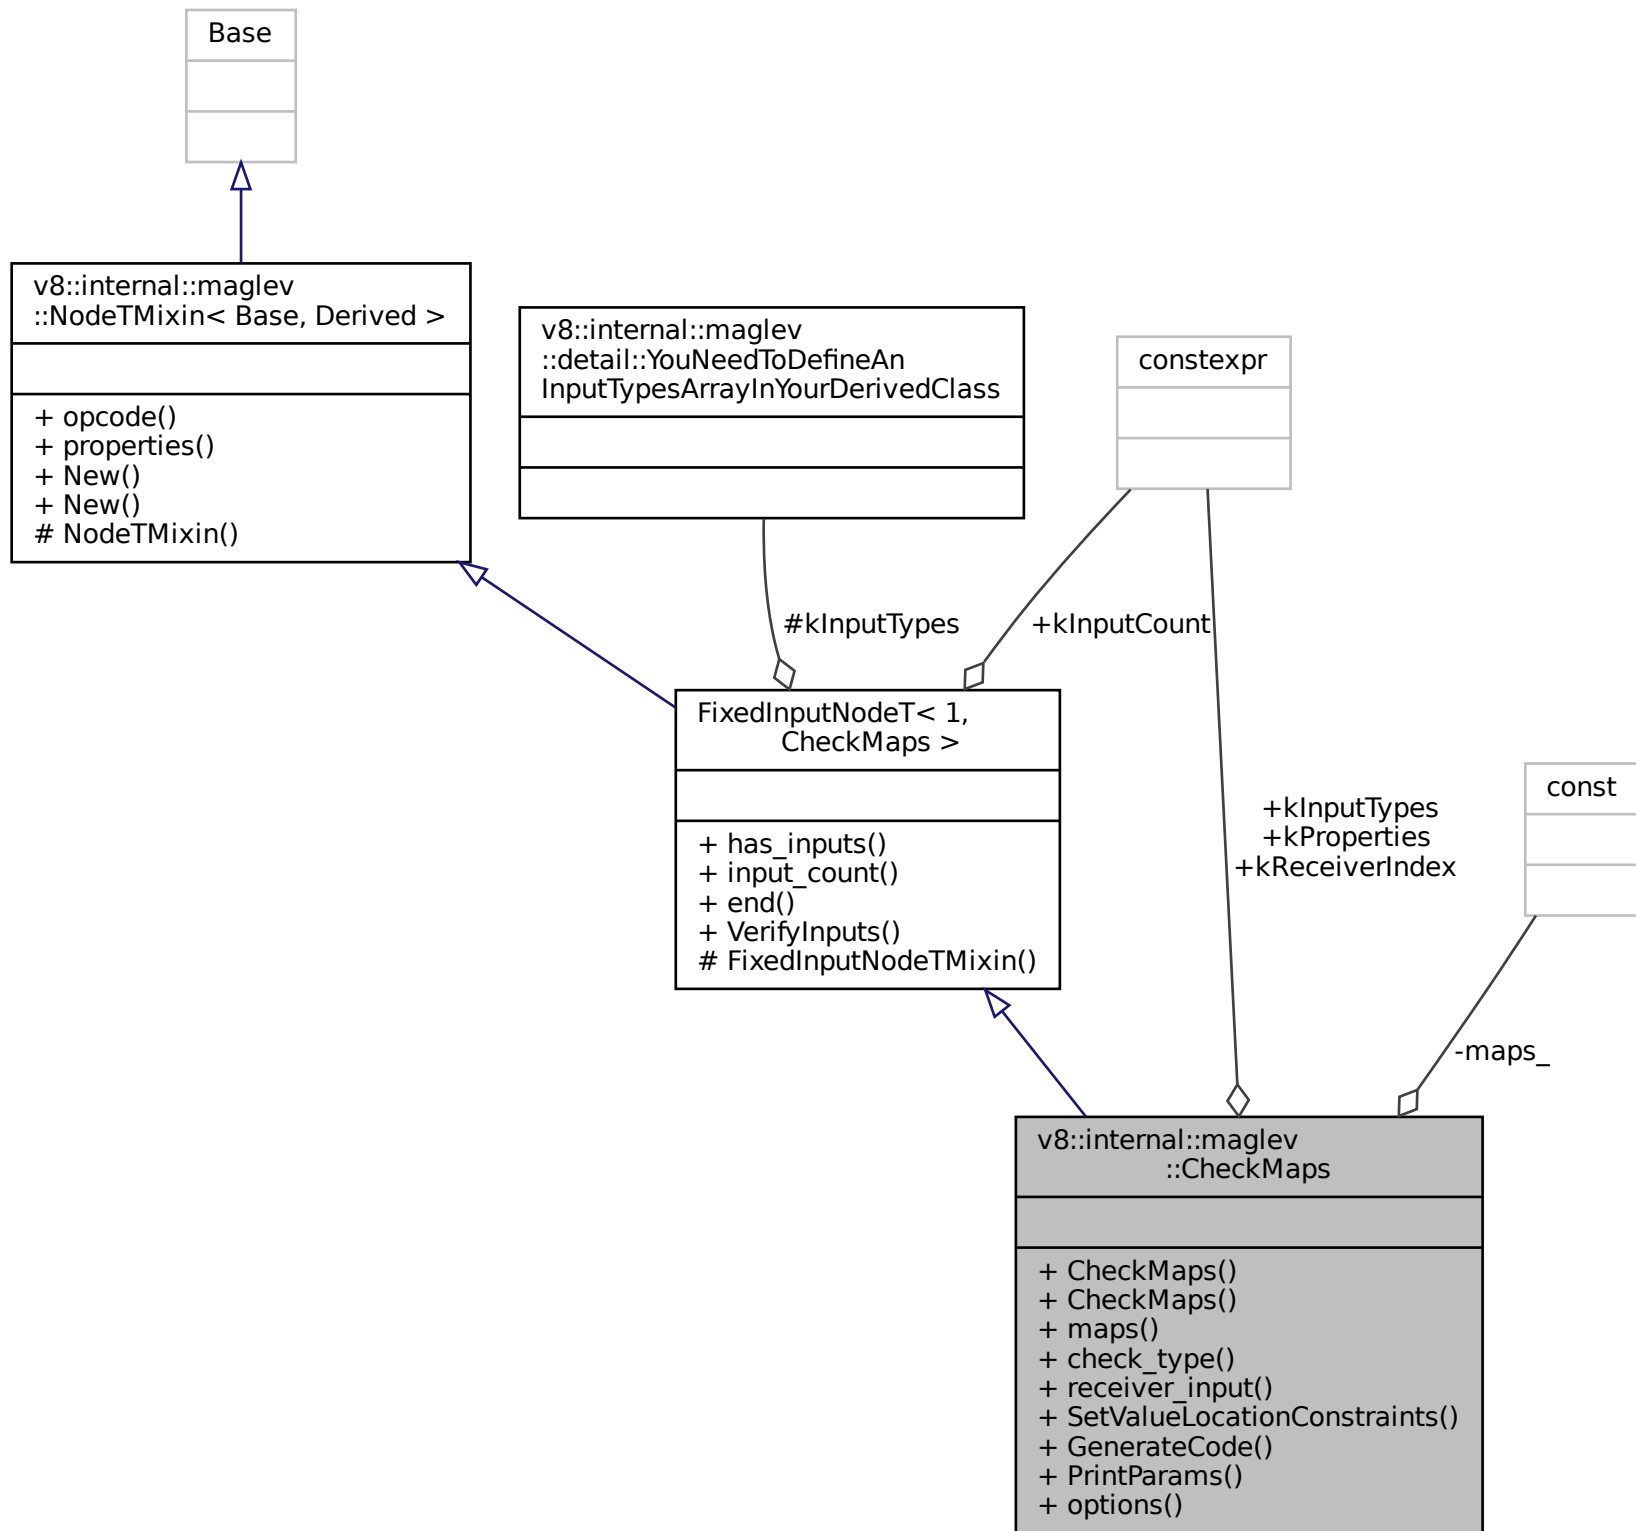 Base
v8::internal::maglev
::NodeTMixin< Base, Derived >
+ opcode()
+ properties()
+ New()
+ New()
# NodeTMixin()
v8::internal::maglev
::detail::YouNeedToDefineAn
InputTypesArrayInYourDerivedClass
constexpr
#kInputTypes
+kInputCount
FixedInputNodeT< 1,
CheckMaps >
+ has_inputs()
+ input_count()
+ end()
+ VerifyInputs()
# FixedInputNodeTMixin()
+kInputTypes
+kProperties
+kReceiverIndex
const
-maps_
v8::internal::maglev
::CheckMaps
+ CheckMaps()
+ CheckMaps()
+ maps()
+ check_type()
+ receiver_input()
+ SetValueLocationConstraints()
+ GenerateCode()
+ PrintParams()
+ options()